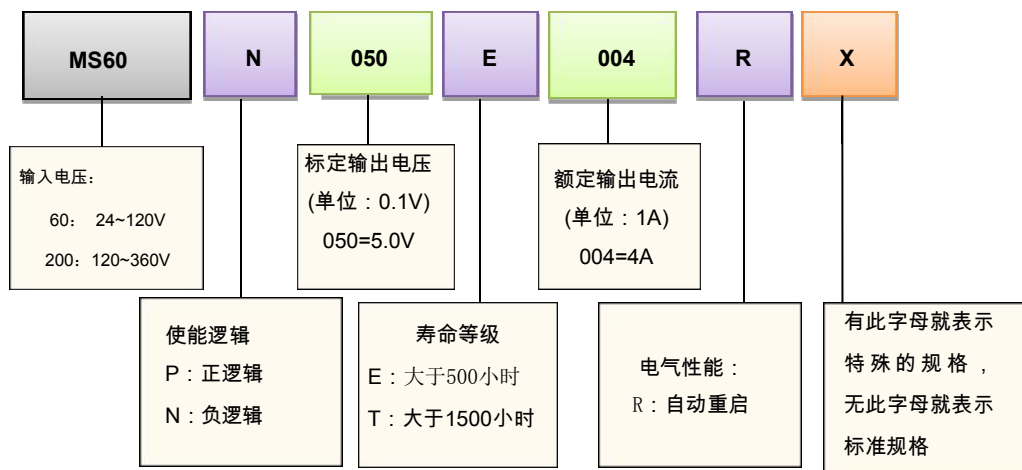 MS60
N
050
E
004
R
X
输入电压：
60： 24~120V
200：120~360V
标定输出电压
(单位：0.1V)
050=5.0V
额定输出电流
(单位：1A)
004=4A
使能逻辑
P：正逻辑
N：负逻辑
寿命等级
E：大于500小时
T：大于1500小时
电气性能：
R：自动重启
有此字母就表示
特殊的规格，
无此字母就表示
标准规格